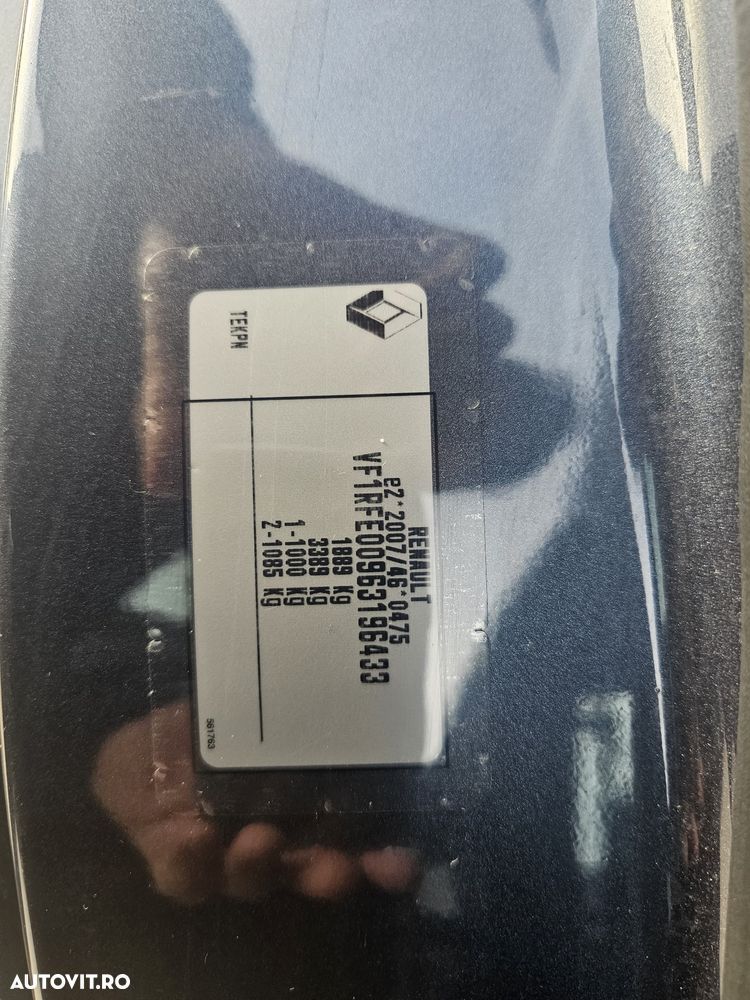 RENAULT
e2*2007/46*0475
VF1RFE00963196433
1889 Kg
3389 Kg
1-1000 Kg
2-1085 Kg
TEKPN
561763
AUTOVIT.RO